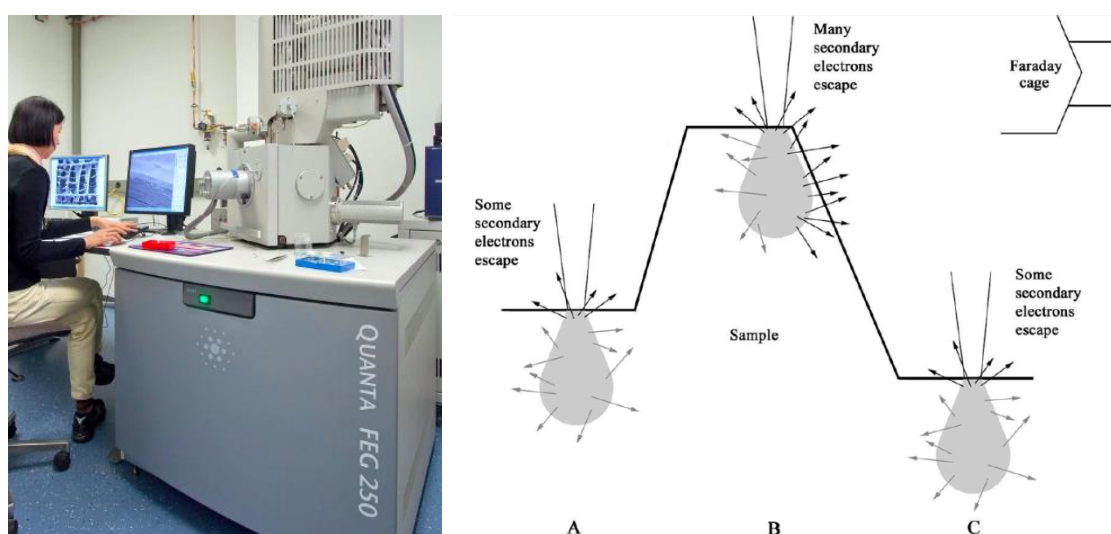 QUANTA FEG 250
Many
secondary
electrons
escape
Faraday
cage
Some
secondary
electrons
escape
Some
secondary
electrons
escape
Sample
A
B
C